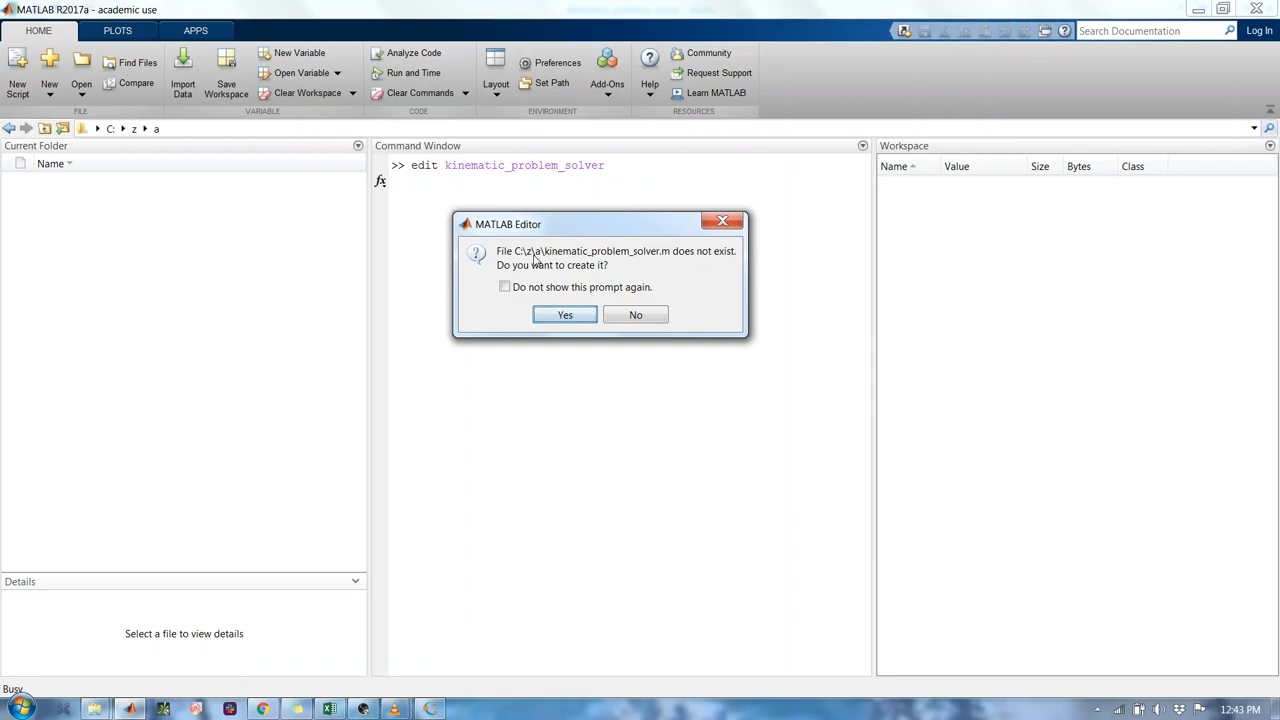 MATLAB R2017a - academic use
HOME PLOTS APPS
Search Documentation
Log In
New Script
New
Open
Find Files
Compare
Import Data
Save Workspace
New Variable
Open Variable
Clear Workspace
Analyze Code
Run and Time
Clear Commands
Layout
Preferences
Set Path
Add-Ons
Help
Community
Request Support
Learn MATLAB
FILE VARIABLE CODE ENVIRONMENT RESOURCES
C: z a
Current Folder
Name
Command Window
>> edit kinematic_problem_solver
fx
Workspace
Name Value Size Bytes Class
MATLAB Editor
File C:\z\a\kinematic_problem_solver.m does not exist.
Do you want to create it?
Do not show this prompt again.
Yes No
Details
Select a file to view details
Busy
12:43 PM